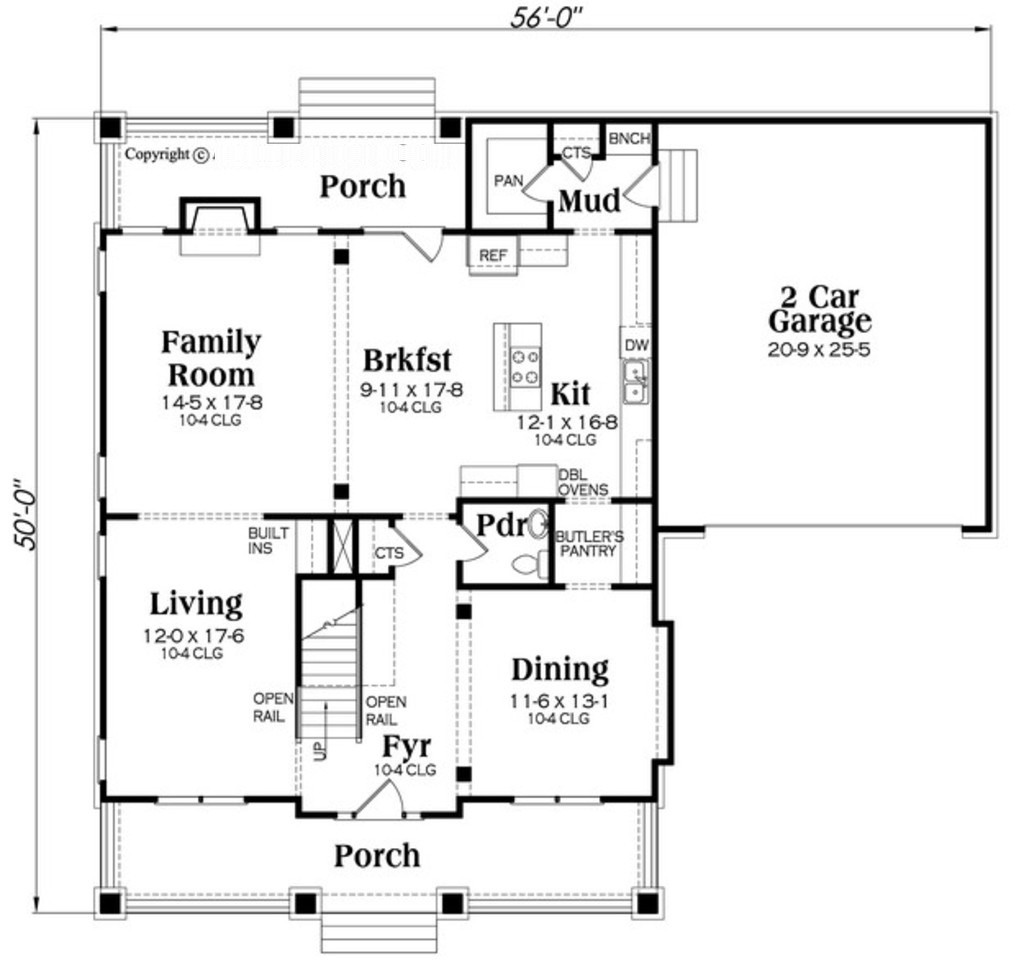 56'-0"
Copyright ©
Porch
PAN
CTS
BNCH
Mud
REF
2 Car
Garage
20-9 x 25-5
Family
Room
14-5 x 17-8
10-4 CLG
Brkfst
9-11 x 17-8
10-4 CLG
DW
Kit
12-1 x 16-8
10-4 CLG
DBL
OVENS
50'-0"
BUILT
INS
CTS
Pdr
BUTLER'S
PANTRY
Living
12-0 x 17-6
10-4 CLG
Dining
11-6 x 13-1
10-4 CLG
OPEN
RAIL
OPEN
RAIL
UP
Fyr
10-4 CLG
Porch